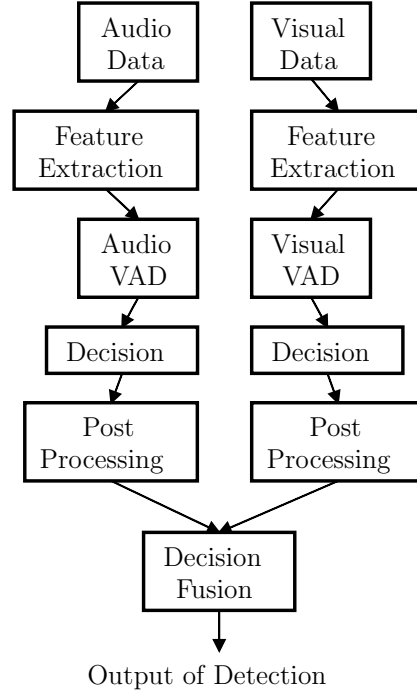 Audio
Data
Visual
Data
Feature
Extraction
Feature
Extraction
Audio
VAD
Visual
VAD
Decision
Decision
Post
Processing
Post
Processing
Decision
Fusion
Output of Detection